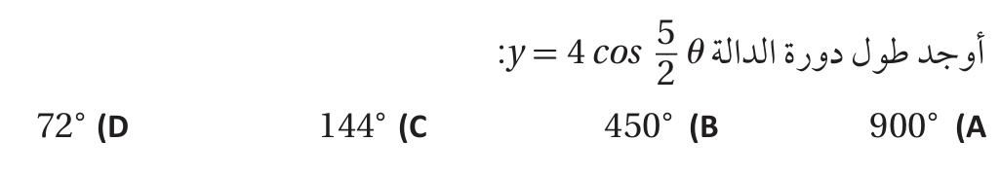 أوجد طول دورة الدالة y = 4 cos 5/2 θ:
A) 900° B) 450° C) 144° D) 72°